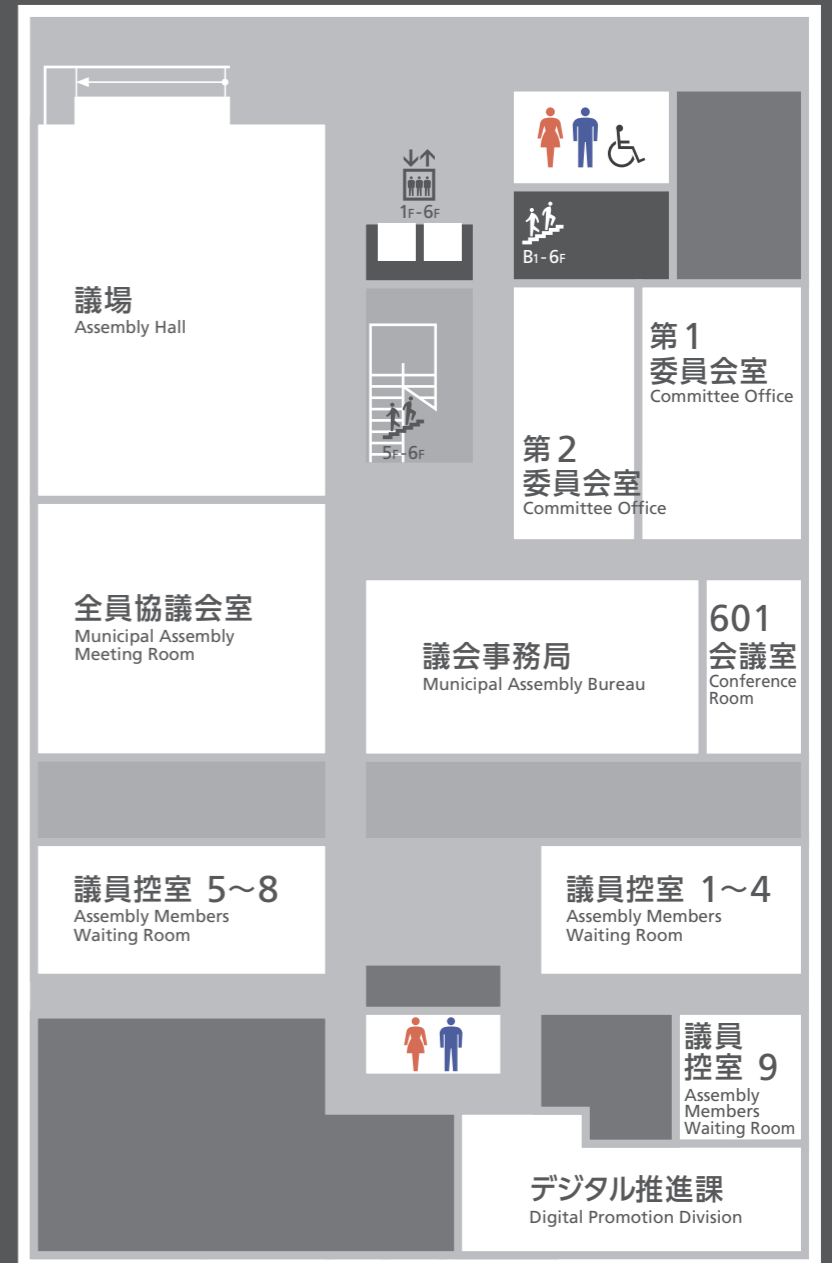 1F-6F
B1-6F
議場
Assembly Hall
第1
委員会室
Committee Office
第2
委員会室
Committee Office
5F-6F
全員協議会室
Municipal Assembly
Meeting Room
議会事務局
Municipal Assembly Bureau
601
会議室
Conference
Room
議員控室 5〜8
Assembly Members
Waiting Room
議員控室 1〜4
Assembly Members
Waiting Room
議員
控室 9
Assembly
Members
Waiting Room
デジタル推進課
Digital Promotion Division